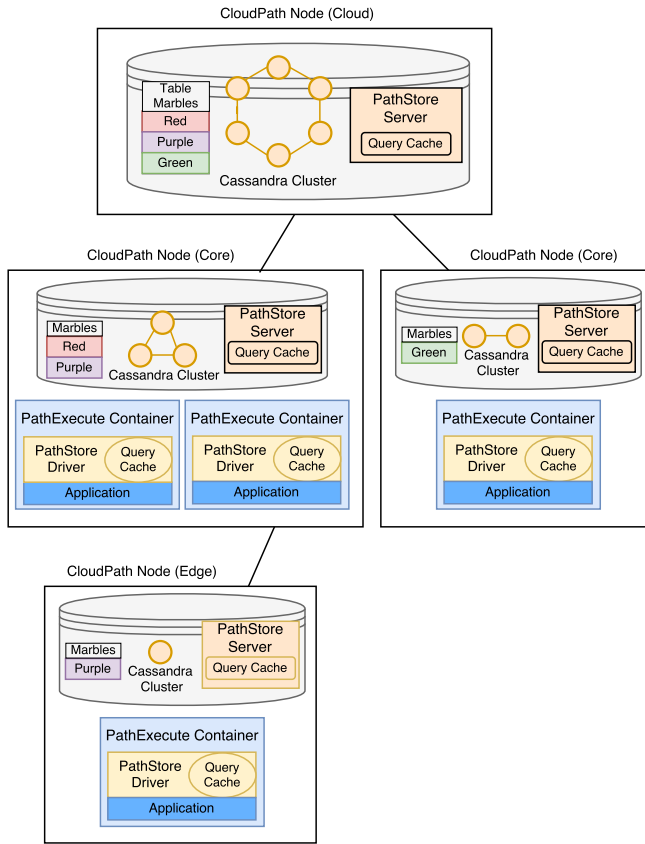 CloudPath Node (Cloud)
Table
Marbles
Red
Purple
Green
Cassandra Cluster
PathStore
Server
Query Cache
CloudPath Node (Core)
Marbles
Red
Purple
Cassandra Cluster
PathStore
Server
Query Cache
PathExecute Container
PathStore
Driver
Query
Cache
Application
PathExecute Container
PathStore
Driver
Query
Cache
Application
CloudPath Node (Core)
Marbles
Green
Cassandra
Cluster
PathStore
Server
Query Cache
PathExecute Container
PathStore
Driver
Query
Cache
Application
CloudPath Node (Edge)
Marbles
Purple
Cassandra
Cluster
PathStore
Server
Query Cache
PathExecute Container
PathStore
Driver
Query
Cache
Application